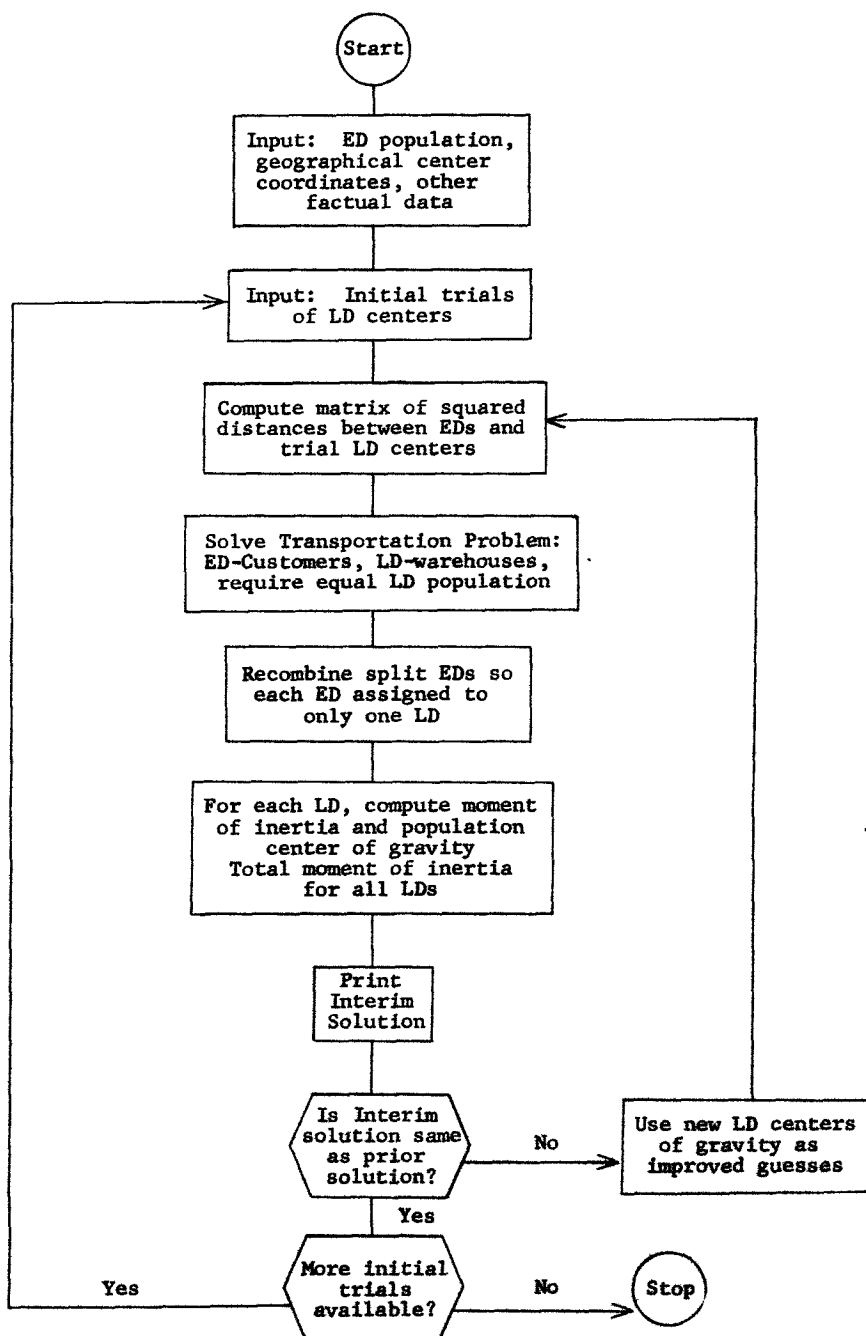 Start
Input: ED population,
geographical center
coordinates, other
factual data
Input: Initial trials
of LD centers
Compute matrix of squared
distances between EDs and
trial LD centers
Solve Transportation Problem:
ED-Customers, LD-warehouses,
require equal LD population
Recombine split EDs so
each ED assigned to
only one LD
For each LD, compute moment
of inertia and population
center of gravity
Total moment of inertia
for all LDs
Print
Interim
Solution
Is Interim
solution same
as prior
solution?
No
Use new LD centers
of gravity as
improved guesses
Yes
More initial
trials
available?
Yes
No
Stop